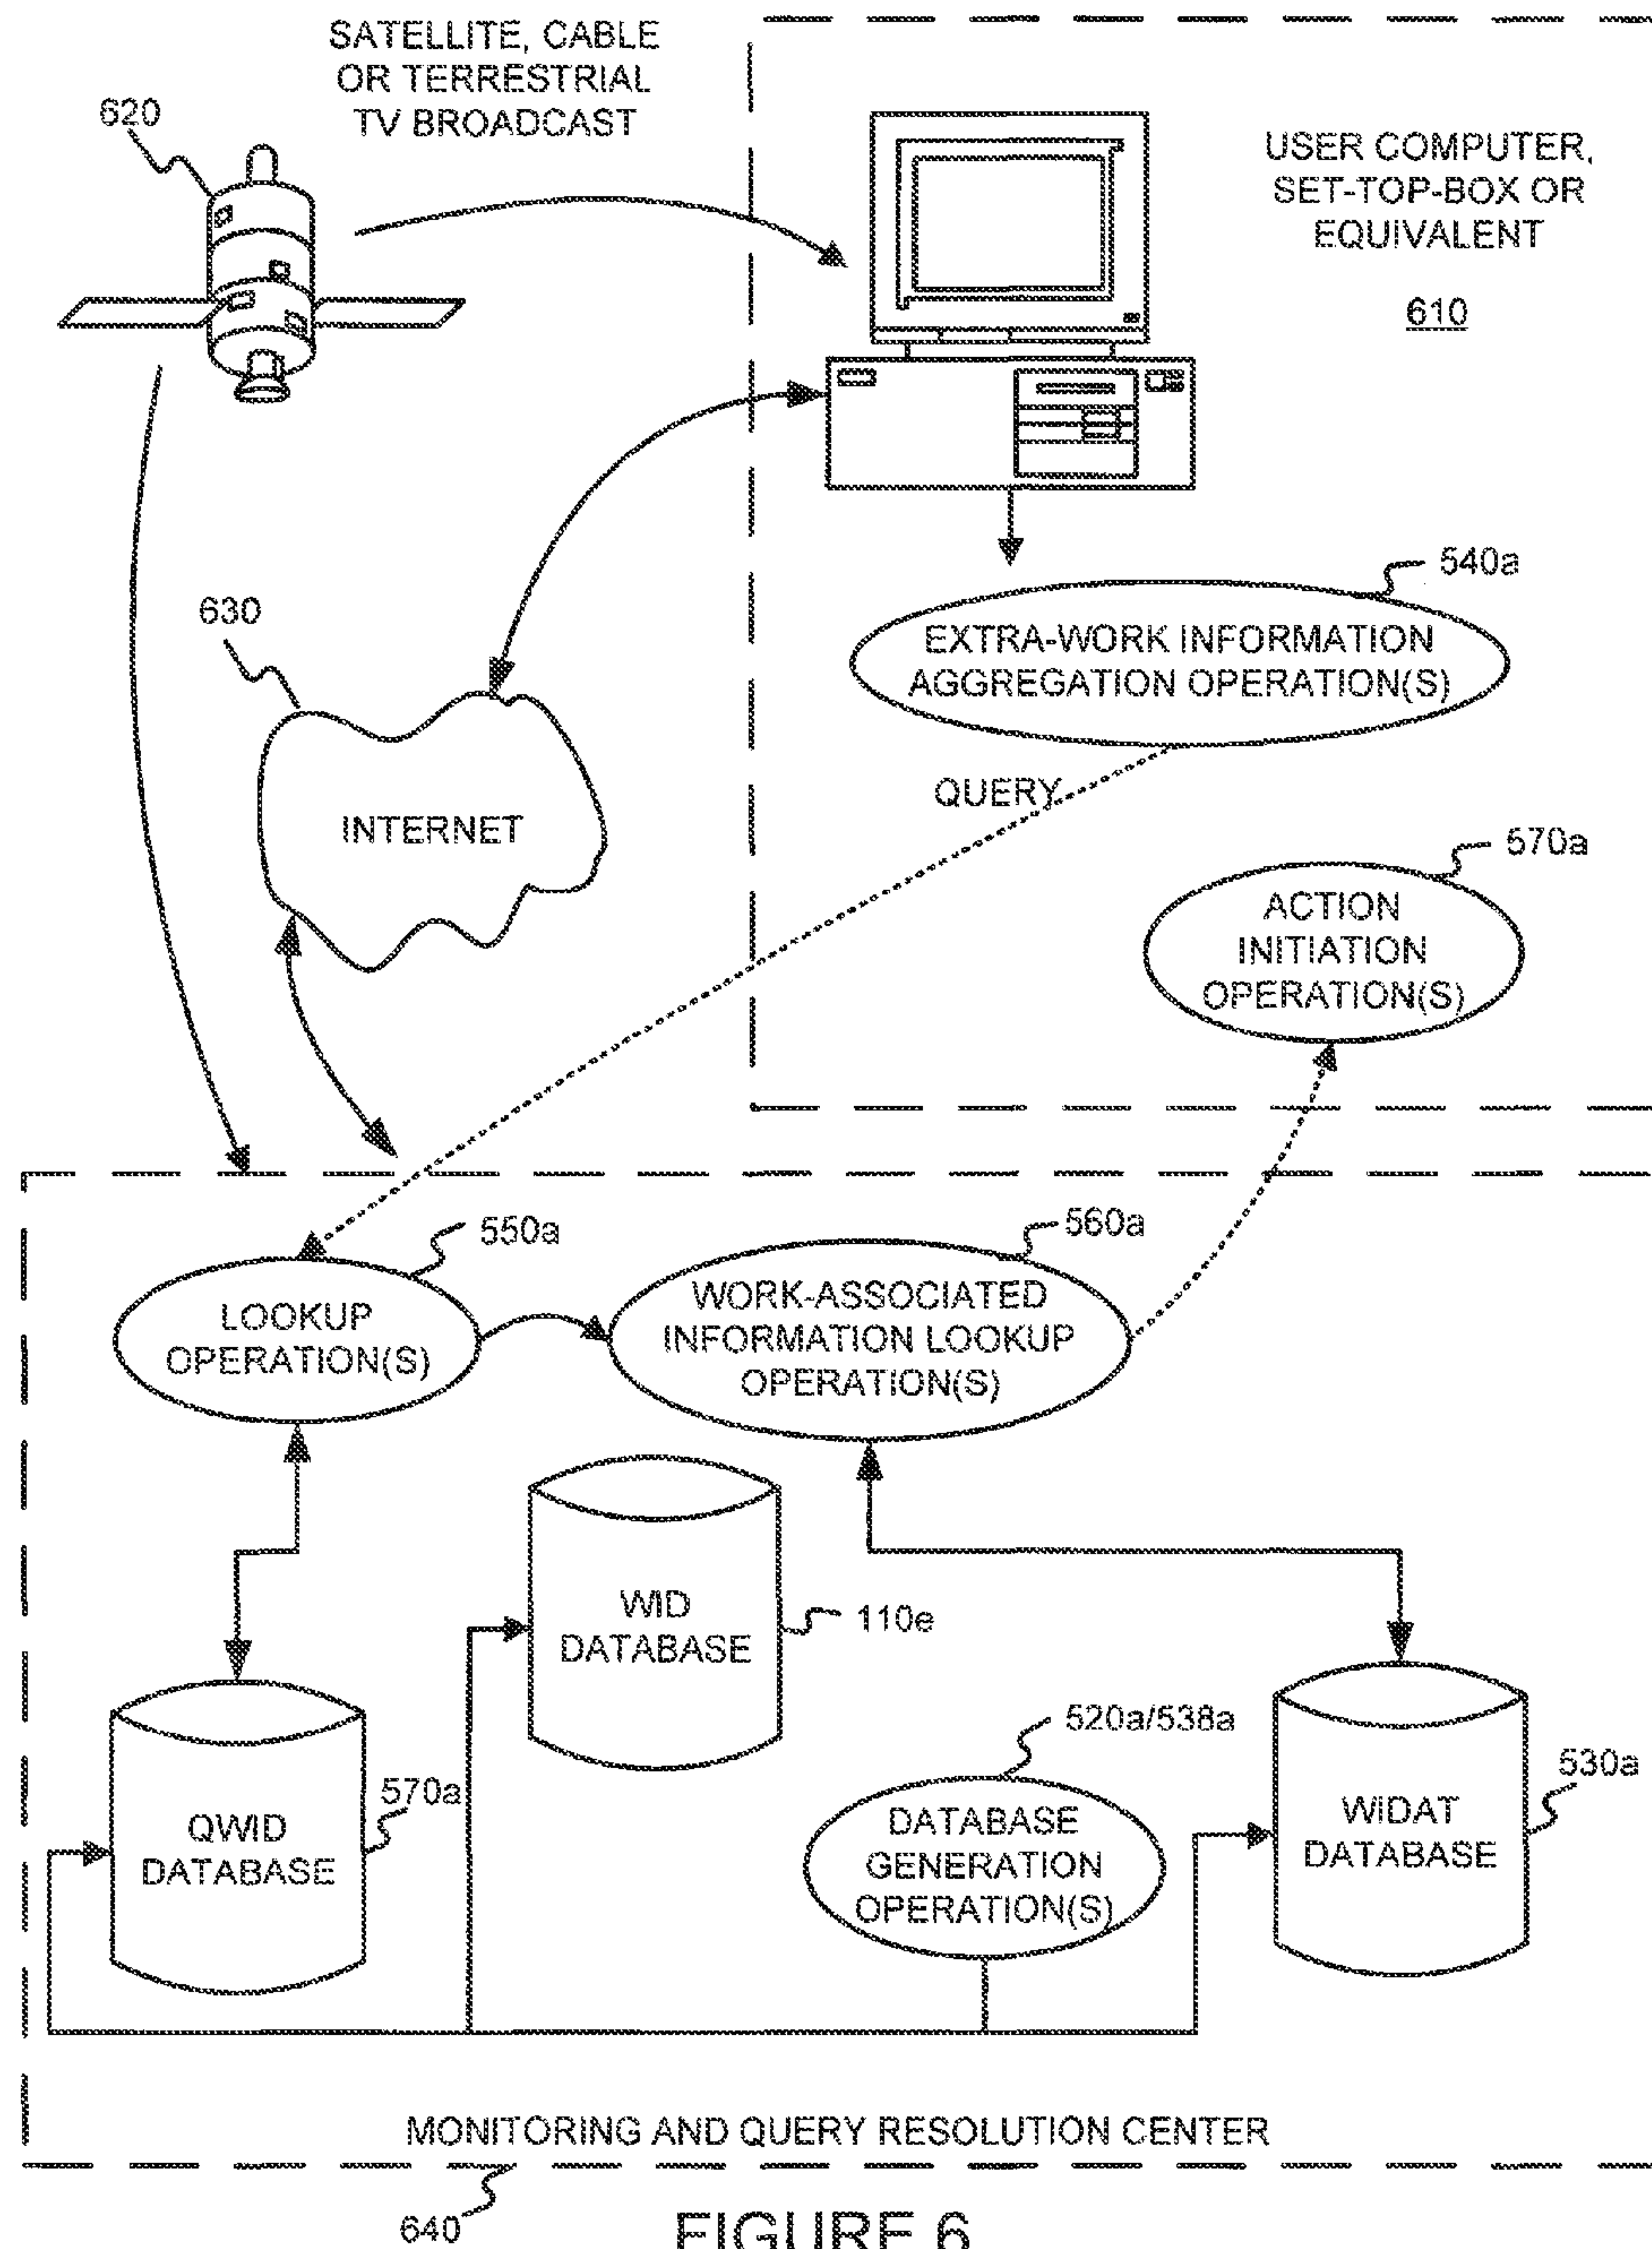 SATELLITE, CABLE
OR TERRESTRIAL
TV BROADCAST
620
USER COMPUTER,
SET-TOP-BOX OR
EQUIVALENT
610
540a
EXTRA-WORK INFORMATION
AGGREGATION OPERATION(S)
630
INTERNET
QUERY
570a
ACTION
INITIATION
OPERATION(S)
550a
LOOKUP
OPERATION(S)
560a
WORK-ASSOCIATED
INFORMATION LOOKUP
OPERATION(S)
WID
DATABASE
110e
QWID
DATABASE
570a
520a/538a
DATABASE
GENERATION
OPERATION(S)
WIDAT
DATABASE
530a
MONITORING AND QUERY RESOLUTION CENTER
640
FIGURE 6